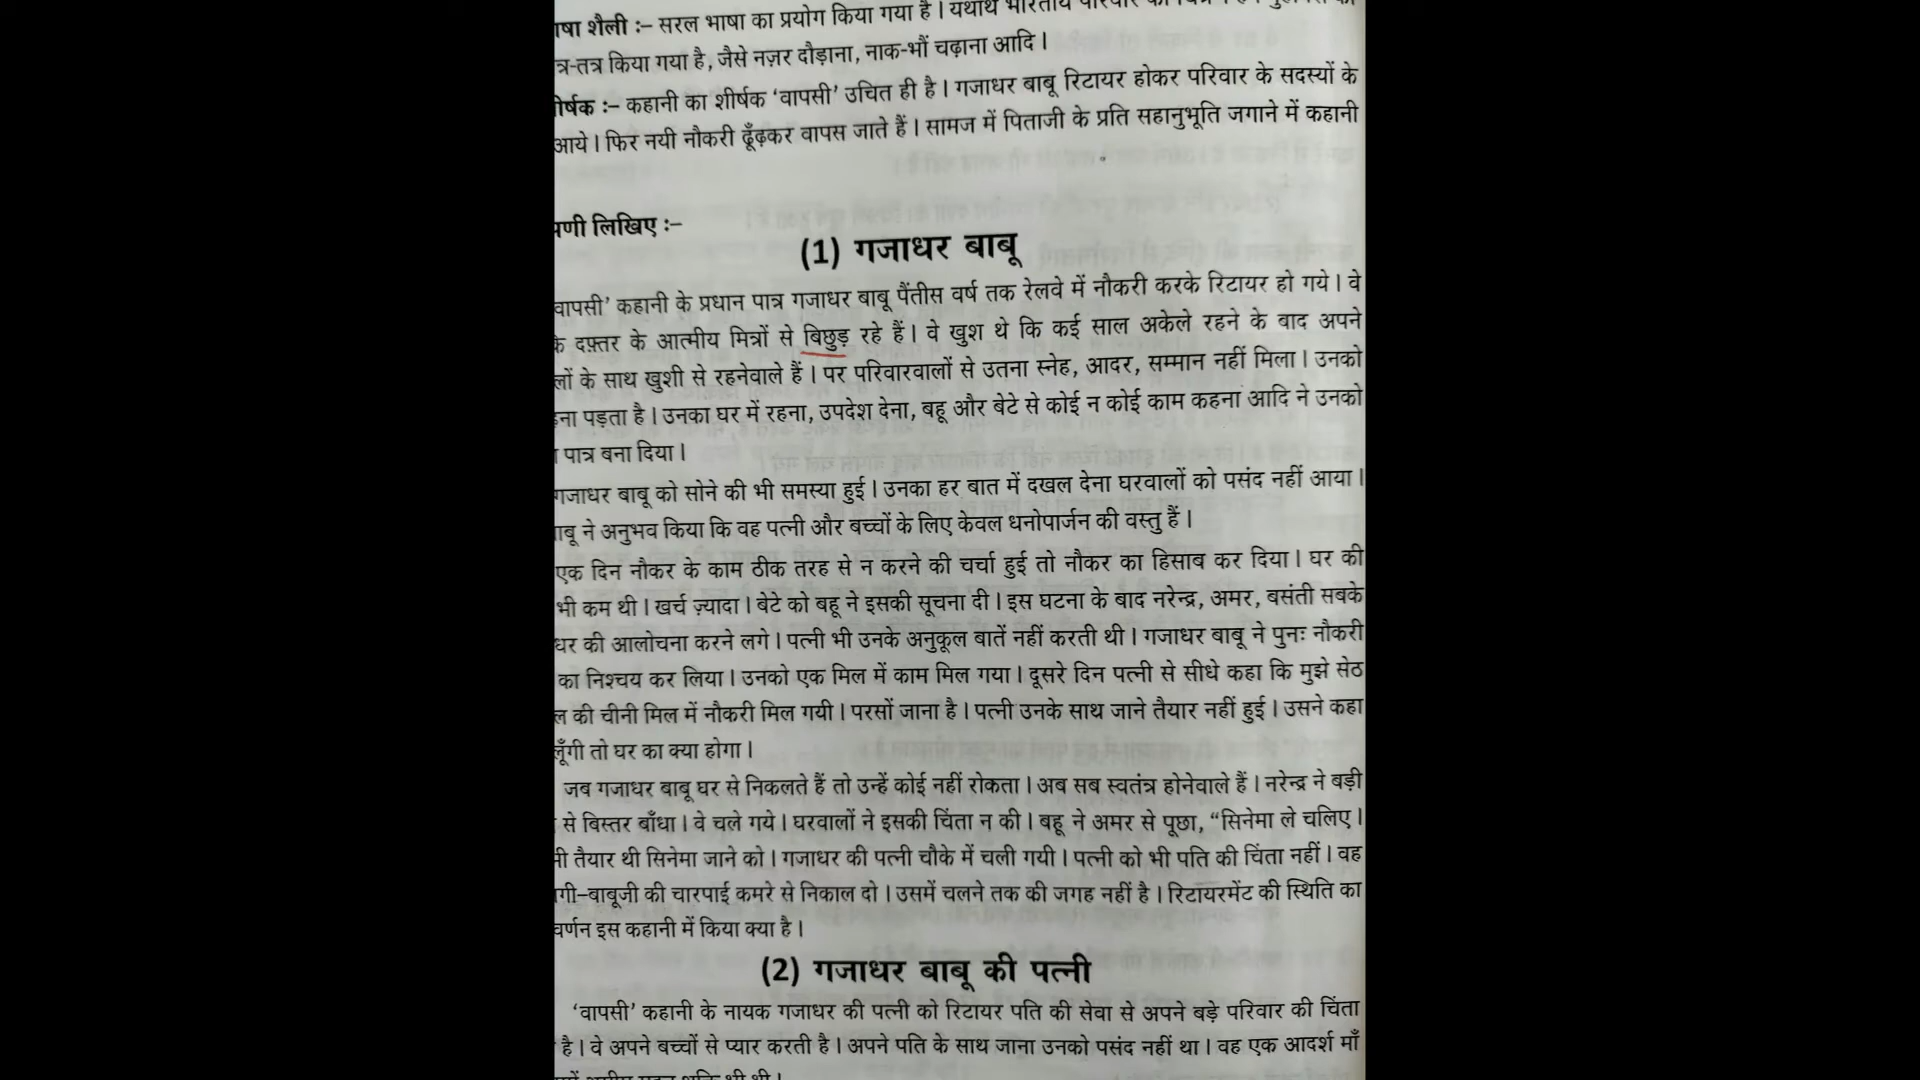 षा शैली :– सरल भाषा का प्रयोग किया गया है। यथार्थ भारतीय परिवार का
त्र-तत्र किया गया है, जैसे नज़र दौड़ाना, नाक-भौं चढ़ाना आदि।
र्षक :– कहानी का शीर्षक ‘वापसी’ उचित ही है। गजाधर बाबू रिटायर होकर परिवार के सदस्यों के
आये। फिर नयी नौकरी ढूँढ़कर वापस जाते हैं। सामज में पिताजी के प्रति सहानुभूति जगाने में कहानी
पणी लिखिए :–
(1) गजाधर बाबू
वापसी’ कहानी के प्रधान पात्र गजाधर बाबू पैंतीस वर्ष तक रेलवे में नौकरी करके रिटायर हो गये। वे
के दफ़्तर के आत्मीय मित्रों से बिछुड़ रहे हैं। वे खुश थे कि कई साल अकेले रहने के बाद अपने
लों के साथ खुशी से रहनेवाले हैं। पर परिवारवालों से उतना स्नेह, आदर, सम्मान नहीं मिला। उनको
ना पड़ता है। उनका घर में रहना, उपदेश देना, बहू और बेटे से कोई न कोई काम कहना आदि ने उनको
पात्र बना दिया।
गजाधर बाबू को सोने की भी समस्या हुई। उनका हर बात में दखल देना घरवालों को पसंद नहीं आया।
बू ने अनुभव किया कि वह पत्नी और बच्चों के लिए केवल धनोपार्जन की वस्तु हैं।
एक दिन नौकर के काम ठीक तरह से न करने की चर्चा हुई तो नौकर का हिसाब कर दिया। घर की
भी कम थी। खर्च ज़्यादा। बेटे को बहू ने इसकी सूचना दी। इस घटना के बाद नरेन्द्र, अमर, बसंती सबके
धर की आलोचना करने लगे। पत्नी भी उनके अनुकूल बातें नहीं करती थी। गजाधर बाबू ने पुनः नौकरी
का निश्चय कर लिया। उनको एक मिल में काम मिल गया। दूसरे दिन पत्नी से सीधे कहा कि मुझे सेठ
ल की चीनी मिल में नौकरी मिल गयी। परसों जाना है। पत्नी उनके साथ जाने तैयार नहीं हुई। उसने कहा
लूँगी तो घर का क्या होगा।
जब गजाधर बाबू घर से निकलते हैं तो उन्हें कोई नहीं रोकता। अब सब स्वतंत्र होनेवाले हैं। नरेन्द्र ने बड़ी
से बिस्तर बाँधा। वे चले गये। घरवालों ने इसकी चिंता न की। बहू ने अमर से पूछा, “सिनेमा ले चलिए।
ी तैयार थी सिनेमा जाने को। गजाधर की पत्नी चौके में चली गयी। पत्नी को भी पति की चिंता नहीं। वह
गी–बाबूजी की चारपाई कमरे से निकाल दो। उसमें चलने तक की जगह नहीं है। रिटायरमेंट की स्थिति का
वर्णन इस कहानी में किया क्या है।
(2) गजाधर बाबू की पत्नी
‘वापसी’ कहानी के नायक गजाधर की पत्नी को रिटायर पति की सेवा से अपने बड़े परिवार की चिंता
है। वे अपने बच्चों से प्यार करती है। अपने पति के साथ जाना उनको पसंद नहीं था। वह एक आदर्श माँ